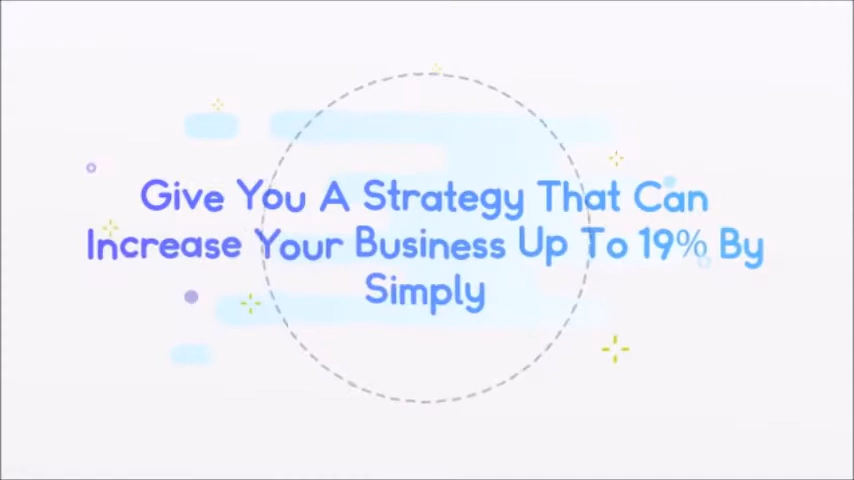 Give You A Strategy That Can
Increase Your Business Up To 19% By
Simply